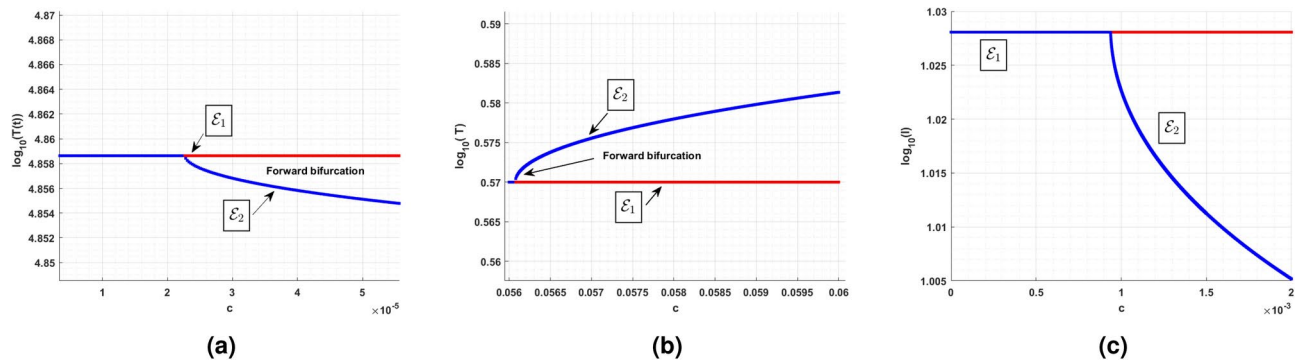 4.87
4.868
4.866
4.864
4.862
4.86
4.858
4.856
4.854
4.852
4.85
log10(T(t))
ℰ1
Forward bifurcation
ℰ2
1 2 3 4 5
c
×10-5
(a)
0.59
0.585
0.58
0.575
0.57
0.565
0.56
log10( T)
ℰ2
Forward bifurcation
ℰ1
0.056 0.0565 0.057 0.0575 0.058 0.0585 0.059 0.0595 0.06
c
(b)
1.03
1.025
1.02
1.015
1.01
1.005
log10(I)
ℰ1
ℰ2
0 0.5 1 1.5 2
c
×10-3
(c)